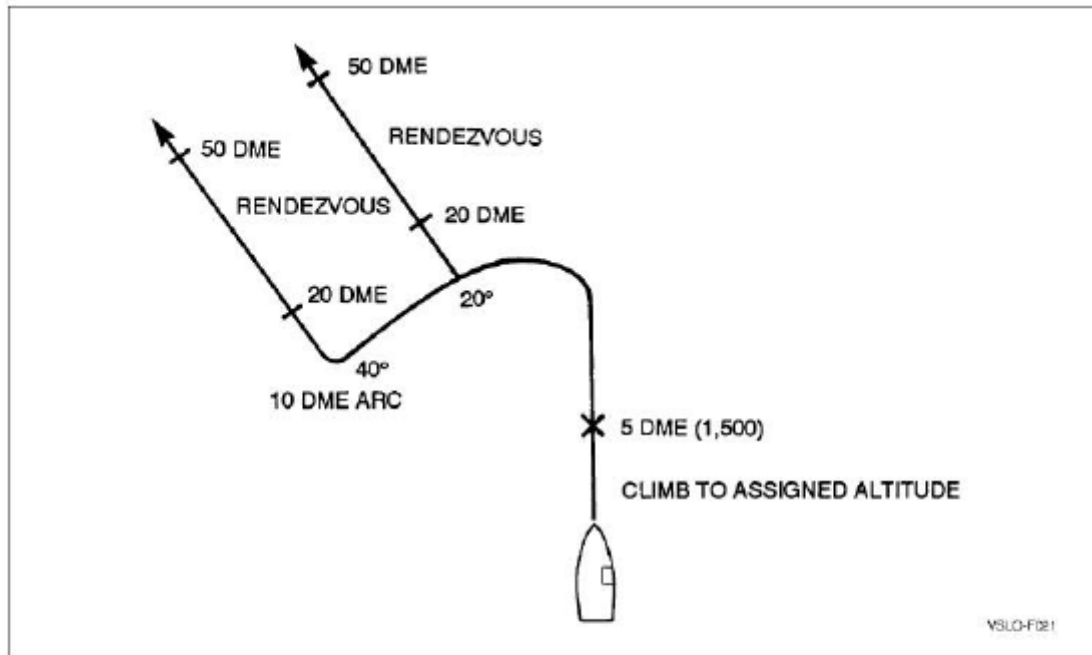 50 DME
50 DME
RENDEZVOUS
RENDEZVOUS
20 DME
20 DME
20°
40°
10 DME ARC
5 DME (1,500)
CLIMB TO ASSIGNED ALTITUDE
VSLO-F021